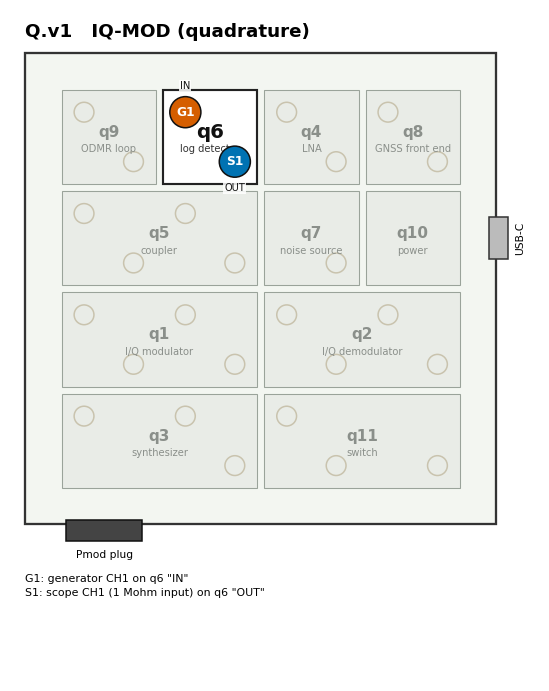 Q.v1 IQ-MOD (quadrature)
IN
G1
q9
q6
q4
q8
ODMR loop
log detect
LNA
GNSS front end
S1
OUT
q5
q7
q10
coupler
noise source
power
USB-C
q1
q2
I/Q modulator
I/Q demodulator
q3
q11
synthesizer
switch
Pmod plug
G1: generator CH1 on q6 "IN"
S1: scope CH1 (1 Mohm input) on q6 "OUT"